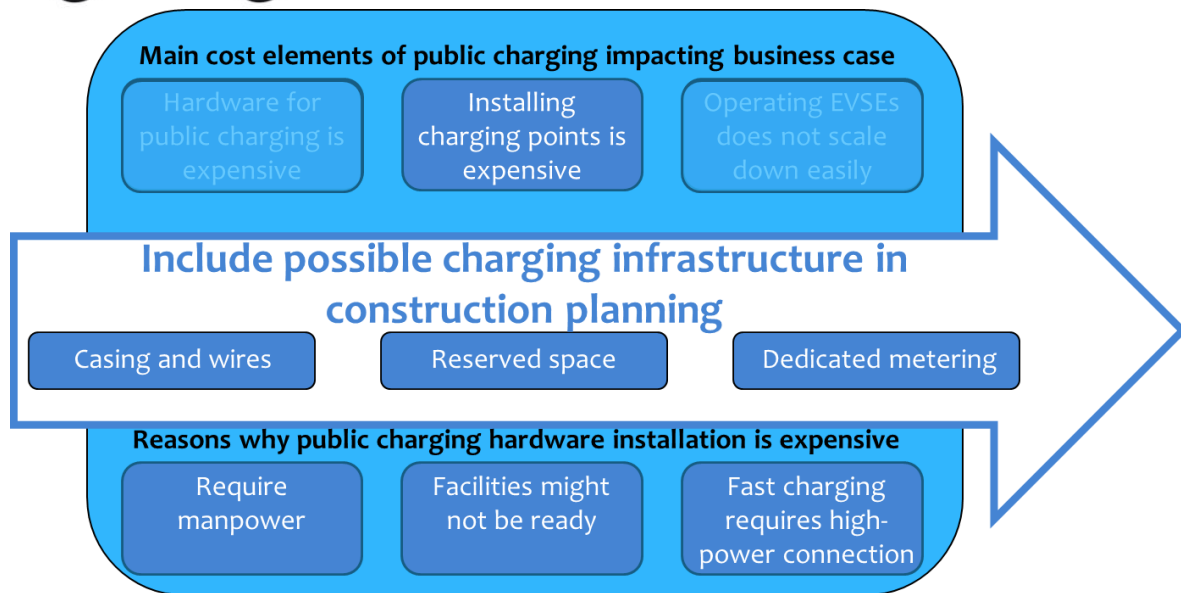 Main cost elements of public charging impacting business case
Hardware for
public charging is
expensive
Installing
charging points is
expensive
Operating EVSEs
does not scale
down easily
Include possible charging infrastructure in
construction planning
Casing and wires
Reserved space
Dedicated metering
Reasons why public charging hardware installation is expensive
Require
manpower
Facilities might
not be ready
Fast charging
requires high-
power connection